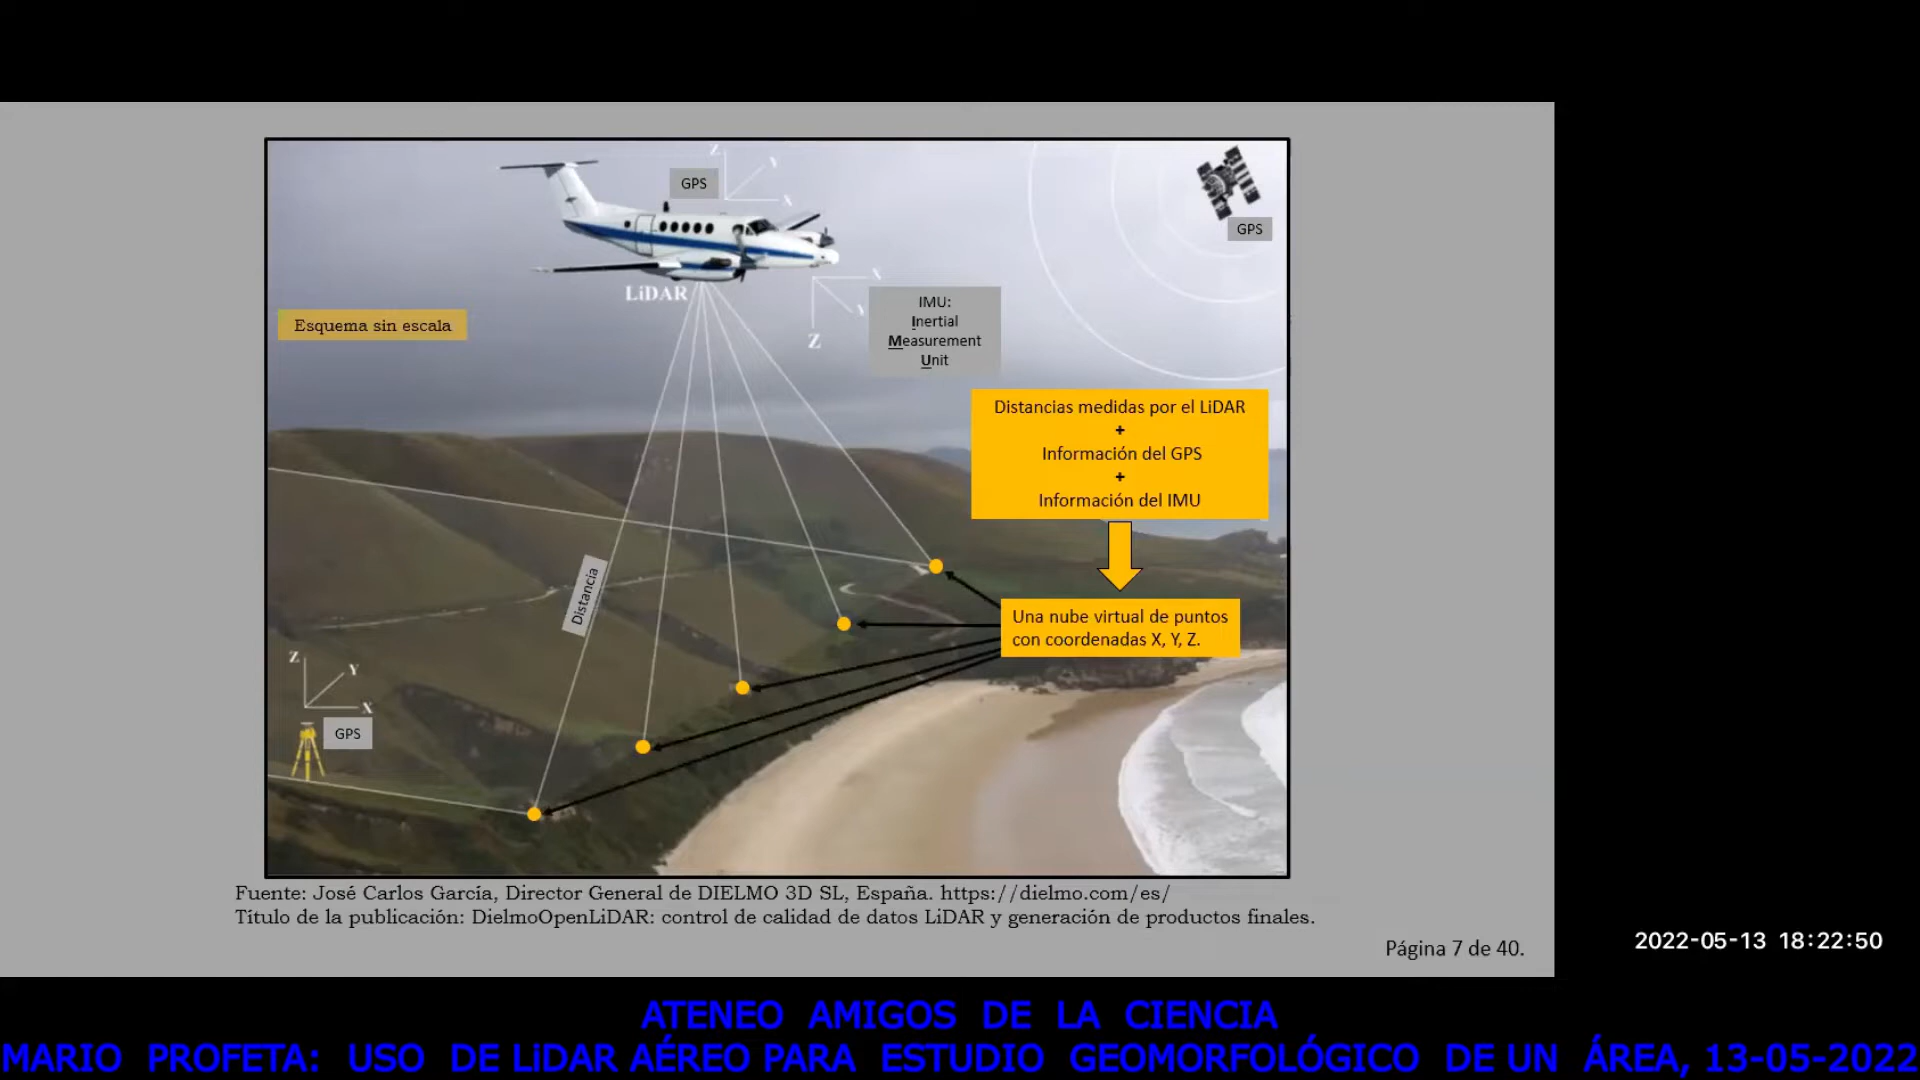 GPS
Z
Y
X
GPS
LiDAR
X
Y
Z
IMU:
Inertial
Measurement
Unit
Esquema sin escala
Distancias medidas por el LiDAR
+
Información del GPS
+
Información del IMU
Distancia
Una nube virtual de puntos
con coordenadas X, Y, Z.
Z
Y
X
GPS
Fuente: José Carlos García, Director General de DIELMO 3D SL, España. https://dielmo.com/es/
Título de la publicación: DielmoOpenLiDAR: control de calidad de datos LiDAR y generación de productos finales.
Página 7 de 40.
2022-05-13 18:22:50
ATENEO AMIGOS DE LA CIENCIA
MARIO PROFETA: USO DE LiDAR AÉREO PARA ESTUDIO GEOMORFOLÓGICO DE UN ÁREA, 13-05-2022